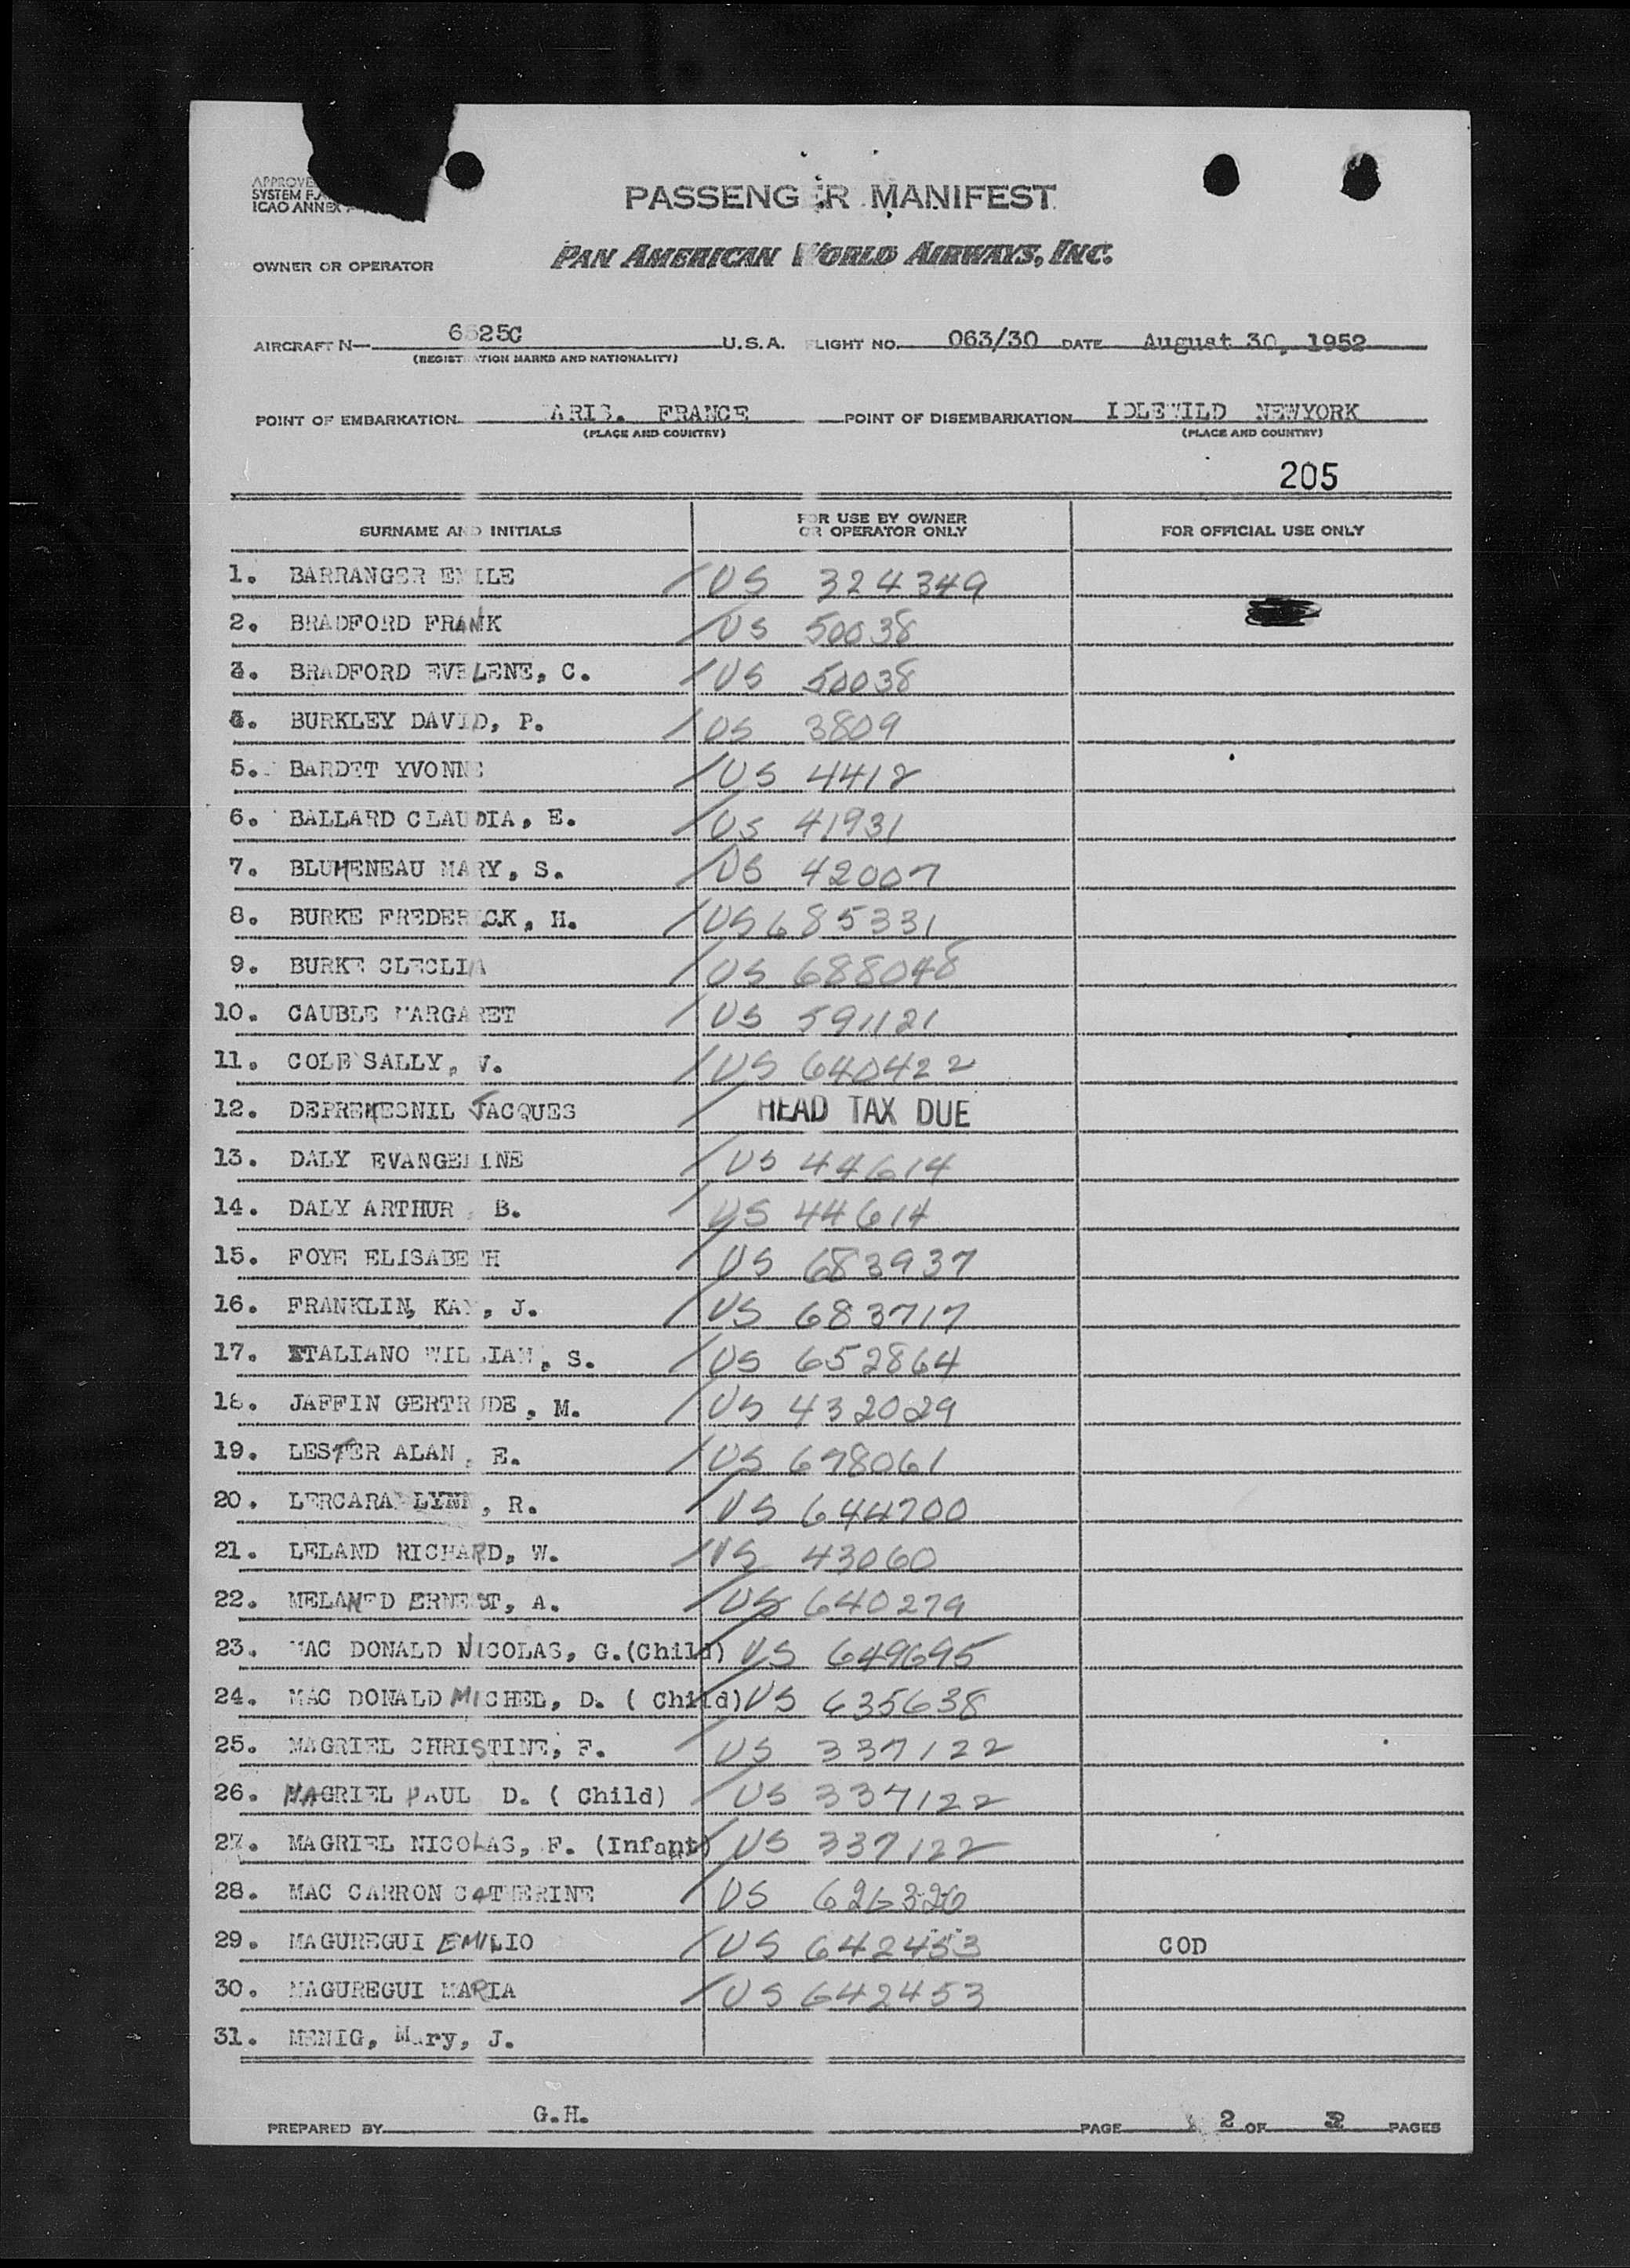 SYSTEM
ICAO ANNEX
PASSENGER MANIFEST
OWNER OR OPERATOR
PAN AMERICAN WORLD AIRWAYS, INC.
AIRCRAFT N— U.S.A. FLIGHT NO. 063/30 DATE August 30, 1952
(REGISTRATION MARKS AND NATIONALITY)
POINT OF EMBARKATION PARIS. FRANCE POINT OF DISEMBARKATION IDLEWILD NEWYORK
(PLACE AND COUNTRY) (PLACE AND COUNTRY)
205
SURNAME AND INITIALS FOR USE BY OWNER OR OPERATOR ONLY FOR OFFICIAL USE ONLY
1. BARRANGER EMILE US 324349
2. BRADFORD FRANK US 50038
3. BRADFORD EVELENE, C. US 50038
4. BURKLEY DAVID, P. US 3809
5. BARDET YVONNE US 4412
6. BALLARD CLAUDIA, E. US 41931
7. BLUMENEAU MARY, S. US 42007
8. BURKE FREDERICK, H. US 685331
9. BURKE CLECLIA US 688048
10. CAUBLE MARGARET US 591121
11. COLE SALLY, V. US 640422
12. DEPREMESNIL JACQUES HEAD TAX DUE
13. DALY EVANGELINE US 44614
14. DALY ARTHUR, B. US 44614
15. FOYE ELISABETH US 683937
16. FRANKLIN, KAY, J. US 683717
17. ITALIANO WILLIAM, S. US 652864
18. JAFFIN GERTRUDE, M. US 432029
19. LESTER ALAN, E. US 678061
20. LERCARA LYNN, R. US 644700
21. LELAND RICHARD, W. US 43060
22. MELAMED ERNEST, A. US 640279
23. MAC DONALD NICOLAS, G.(Child) US 649695
24. MAC DONALD MICHEL, D. ( Child) US 635638
25. MAGRIEL CHRISTINE, F. US 337122
26. MAGRIEL PAUL D. ( Child) US 337122
27. MAGRIEL NICOLAS, F. (Infant) US 337122
28. MAC CARRON CATHERINE US 626326
29. MAGUREGUI EMILIO US 642453 COD
30. MAGUREGUI MARIA US 642453
31. MENIG, Mary, J.
PREPARED BY G.H. PAGE 2 OF 3 PAGES